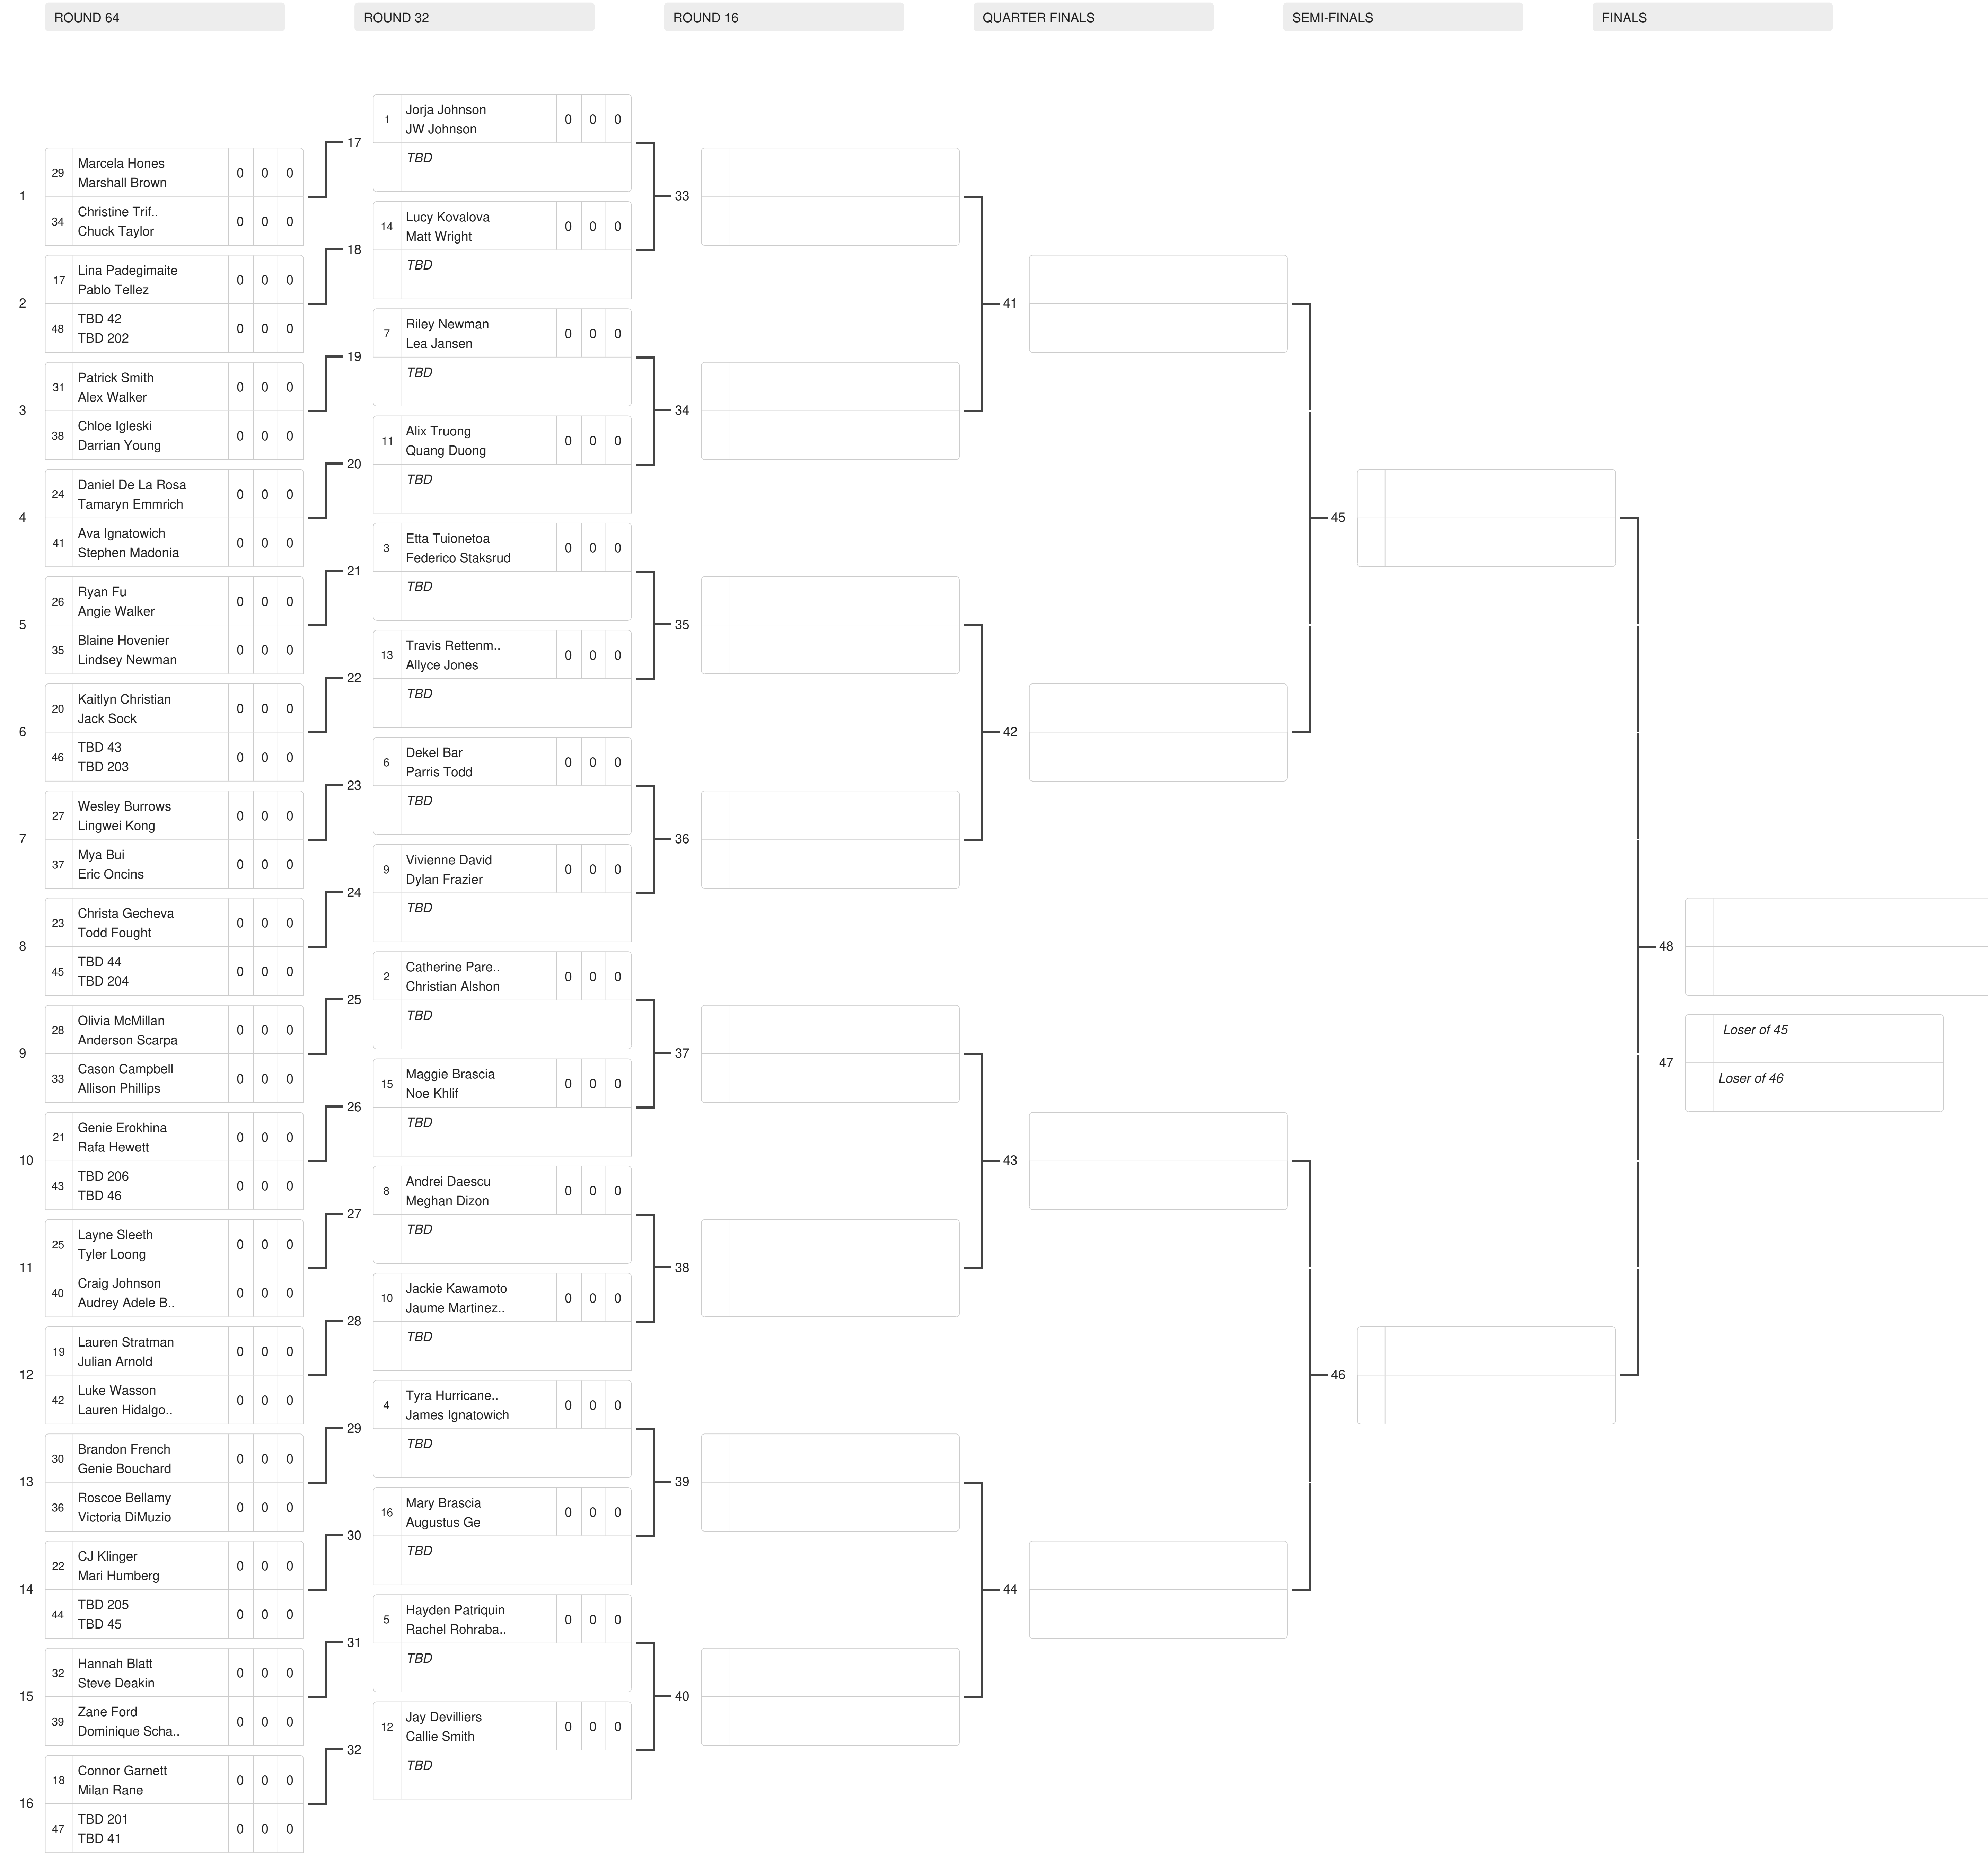 ROUND 64
ROUND 32
ROUND 16
QUARTER FINALS
SEMI-FINALS
FINALS
1
29
Marcela Hones
Marshall Brown
0 0 0
34
Christine Trif..
Chuck Taylor
0 0 0
2
17
Lina Padegimaite
Pablo Tellez
0 0 0
48
TBD 42
TBD 202
0 0 0
3
31
Patrick Smith
Alex Walker
0 0 0
38
Chloe Igleski
Darrian Young
0 0 0
4
24
Daniel De La Rosa
Tamaryn Emmrich
0 0 0
41
Ava Ignatowich
Stephen Madonia
0 0 0
5
26
Ryan Fu
Angie Walker
0 0 0
35
Blaine Hovenier
Lindsey Newman
0 0 0
6
20
Kaitlyn Christian
Jack Sock
0 0 0
46
TBD 43
TBD 203
0 0 0
7
27
Wesley Burrows
Lingwei Kong
0 0 0
37
Mya Bui
Eric Oncins
0 0 0
8
23
Christa Gecheva
Todd Fought
0 0 0
45
TBD 44
TBD 204
0 0 0
9
28
Olivia McMillan
Anderson Scarpa
0 0 0
33
Cason Campbell
Allison Phillips
0 0 0
10
21
Genie Erokhina
Rafa Hewett
0 0 0
43
TBD 206
TBD 46
0 0 0
11
25
Layne Sleeth
Tyler Loong
0 0 0
40
Craig Johnson
Audrey Adele B..
0 0 0
12
19
Lauren Stratman
Julian Arnold
0 0 0
42
Luke Wasson
Lauren Hidalgo..
0 0 0
13
30
Brandon French
Genie Bouchard
0 0 0
36
Roscoe Bellamy
Victoria DiMuzio
0 0 0
14
22
CJ Klinger
Mari Humberg
0 0 0
44
TBD 205
TBD 45
0 0 0
15
32
Hannah Blatt
Steve Deakin
0 0 0
39
Zane Ford
Dominique Scha..
0 0 0
16
18
Connor Garnett
Milan Rane
0 0 0
47
TBD 201
TBD 41
0 0 0
17
1
Jorja Johnson
JW Johnson
0 0 0
TBD
18
14
Lucy Kovalova
Matt Wright
0 0 0
TBD
19
7
Riley Newman
Lea Jansen
0 0 0
TBD
20
11
Alix Truong
Quang Duong
0 0 0
TBD
21
3
Etta Tuionetoa
Federico Staksrud
0 0 0
TBD
22
13
Travis Rettenm..
Allyce Jones
0 0 0
TBD
23
6
Dekel Bar
Parris Todd
0 0 0
TBD
24
9
Vivienne David
Dylan Frazier
0 0 0
TBD
25
2
Catherine Pare..
Christian Alshon
0 0 0
TBD
26
15
Maggie Brascia
Noe Khlif
0 0 0
TBD
27
8
Andrei Daescu
Meghan Dizon
0 0 0
TBD
28
10
Jackie Kawamoto
Jaume Martinez..
0 0 0
TBD
29
4
Tyra Hurricane..
James Ignatowich
0 0 0
TBD
30
16
Mary Brascia
Augustus Ge
0 0 0
TBD
31
5
Hayden Patriquin
Rachel Rohraba..
0 0 0
TBD
32
12
Jay Devilliers
Callie Smith
0 0 0
TBD
33
34
35
36
37
38
39
40
41
42
43
44
45
46
48
47
Loser of 45
Loser of 46